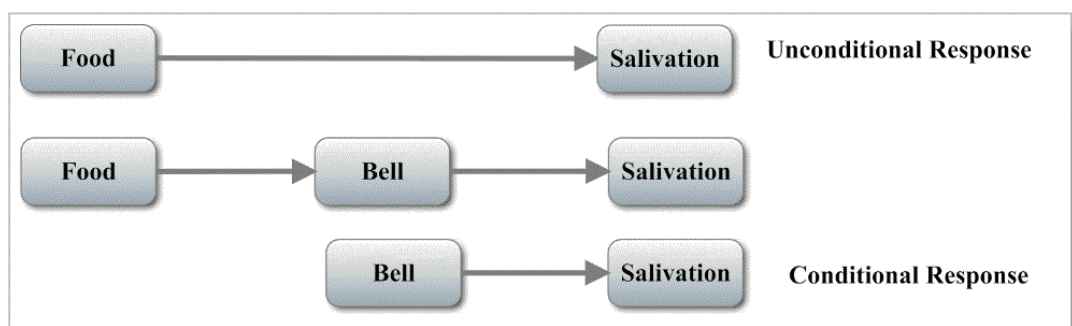 Food
Salivation
Unconditional Response
Food
Bell
Salivation
Bell
Salivation
Conditional Response